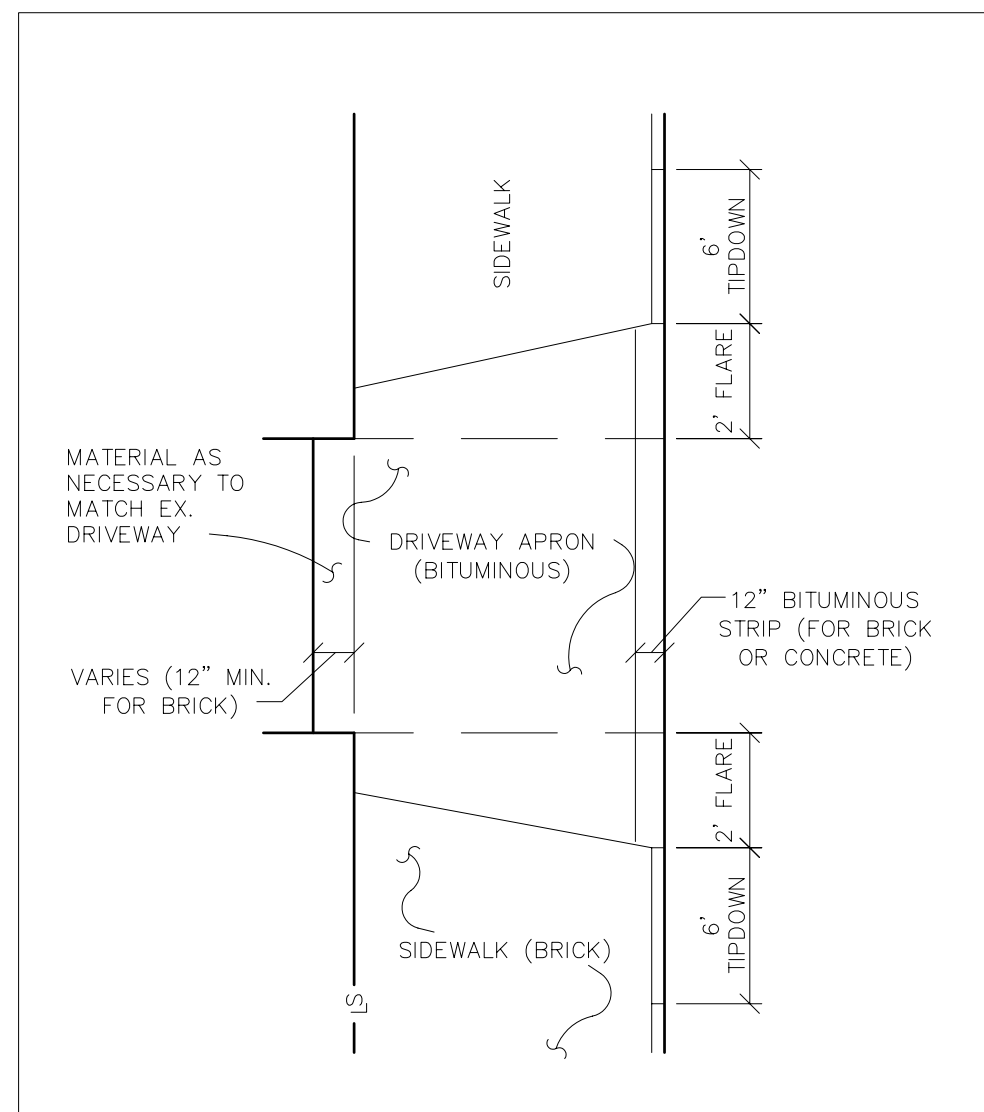 SIDEWALK
6'
TIPDOWN
2' FLARE
MATERIAL AS
NECESSARY TO
MATCH EX.
DRIVEWAY
DRIVEWAY APRON
(BITUMINOUS)
12" BITUMINOUS
STRIP (FOR BRICK
OR CONCRETE)
VARIES (12" MIN.
FOR BRICK)
2' FLARE
6'
TIPDOWN
SIDEWALK (BRICK)
SL